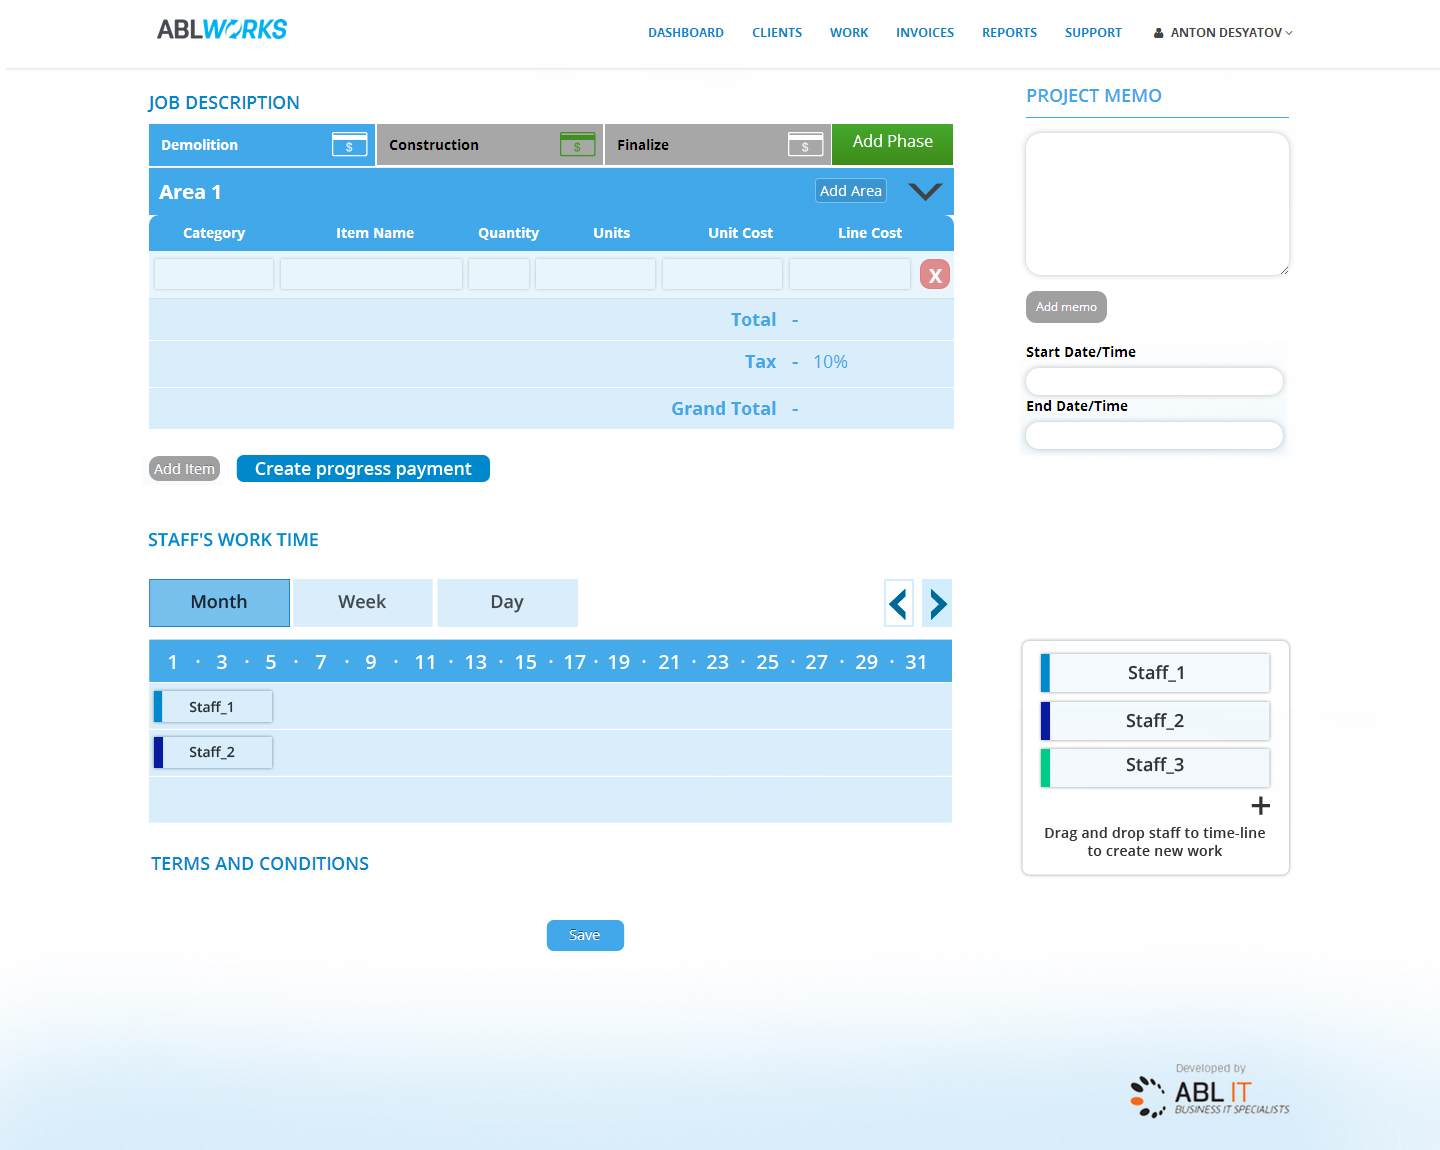 ABLWORKS
DASHBOARD CLIENTS WORK INVOICES REPORTS SUPPORT ANTON DESYATOV
JOB DESCRIPTION
Demolition $ Construction $ Finalize $ Add Phase
Area 1 Add Area
Category Item Name Quantity Units Unit Cost Line Cost
X
Total -
Tax - 10%
Grand Total -
Add Item Create progress payment
PROJECT MEMO
Add memo
Start Date/Time
End Date/Time
STAFF'S WORK TIME
Month Week Day
1 · 3 · 5 · 7 · 9 · 11 · 13 · 15 · 17 · 19 · 21 · 23 · 25 · 27 · 29 · 31
Staff_1
Staff_2
Staff_1
Staff_2
Staff_3
+
Drag and drop staff to time-line
to create new work
TERMS AND CONDITIONS
Save
Developed by
ABL IT
BUSINESS IT SPECIALISTS